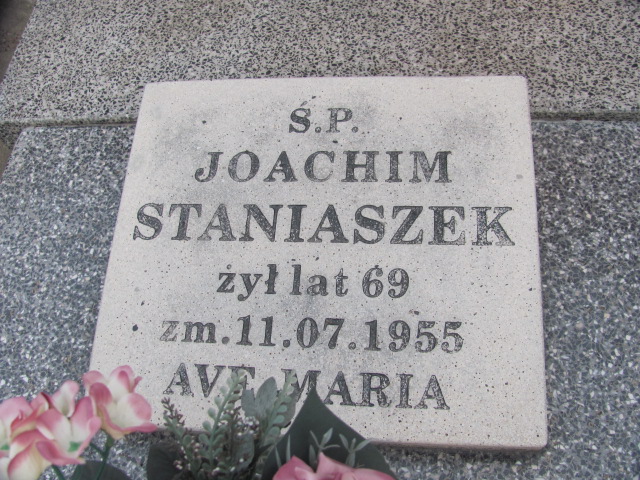 Ś.P.
JOACHIM
STANIASZEK
żył lat 69
zm. 11.07.1955
AVE MARIA